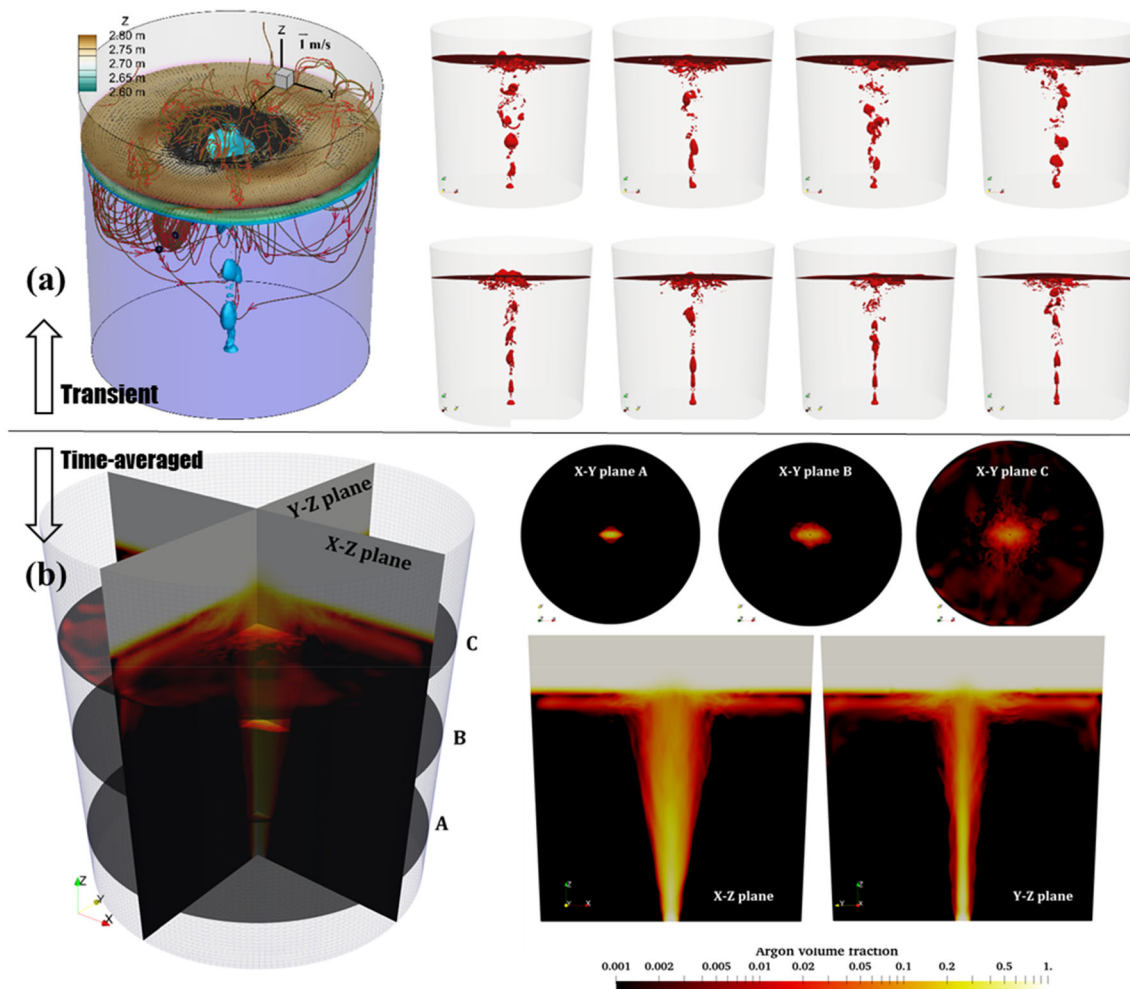 Z
2.80 m
2.75 m
2.70 m
2.65 m
2.60 m
Z
1 m/s
X
Y
(a)
Transient
Time-averaged
(b)
Y-Z plane
X-Z plane
C
B
A
Z
Y
X
X-Y plane A
X-Y plane B
X-Y plane C
Z
Y
X
X-Z plane
Z
Y
X
Y-Z plane
Argon volume fraction
0.001 0.002 0.005 0.01 0.02 0.05 0.1 0.2 0.5 1.